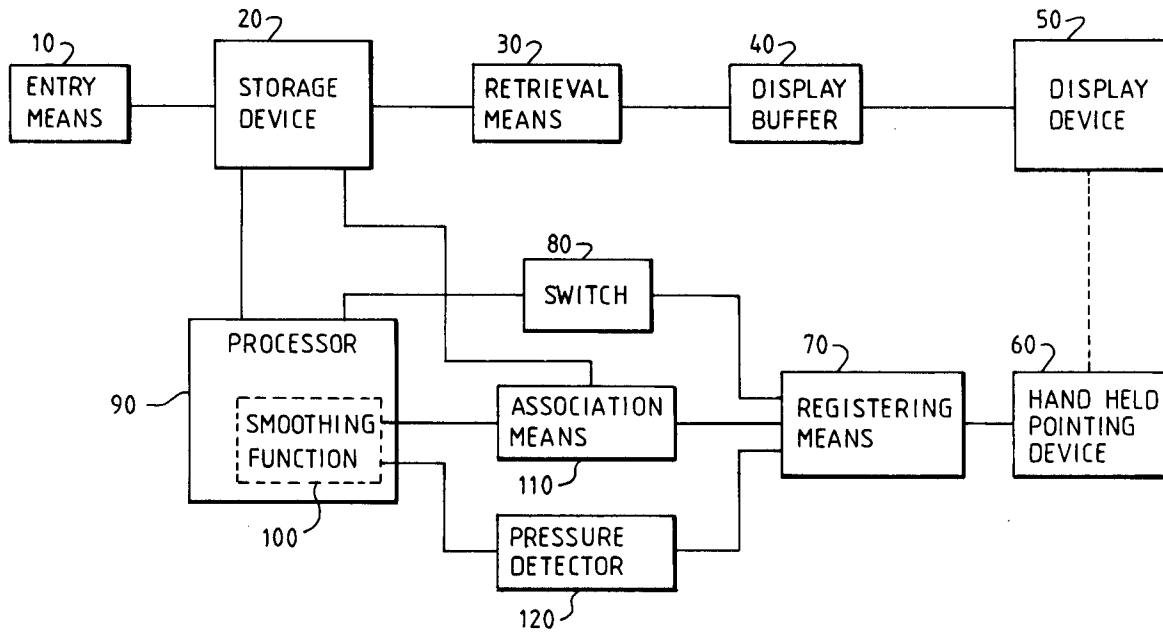 10
ENTRY
MEANS
20
STORAGE
DEVICE
30
RETRIEVAL
MEANS
40
DISPLAY
BUFFER
50
DISPLAY
DEVICE
80
SWITCH
90
PROCESSOR
SMOOTHING
FUNCTION
100
ASSOCIATION
MEANS
110
PRESSURE
DETECTOR
120
70
REGISTERING
MEANS
60
HAND HELD
POINTING
DEVICE